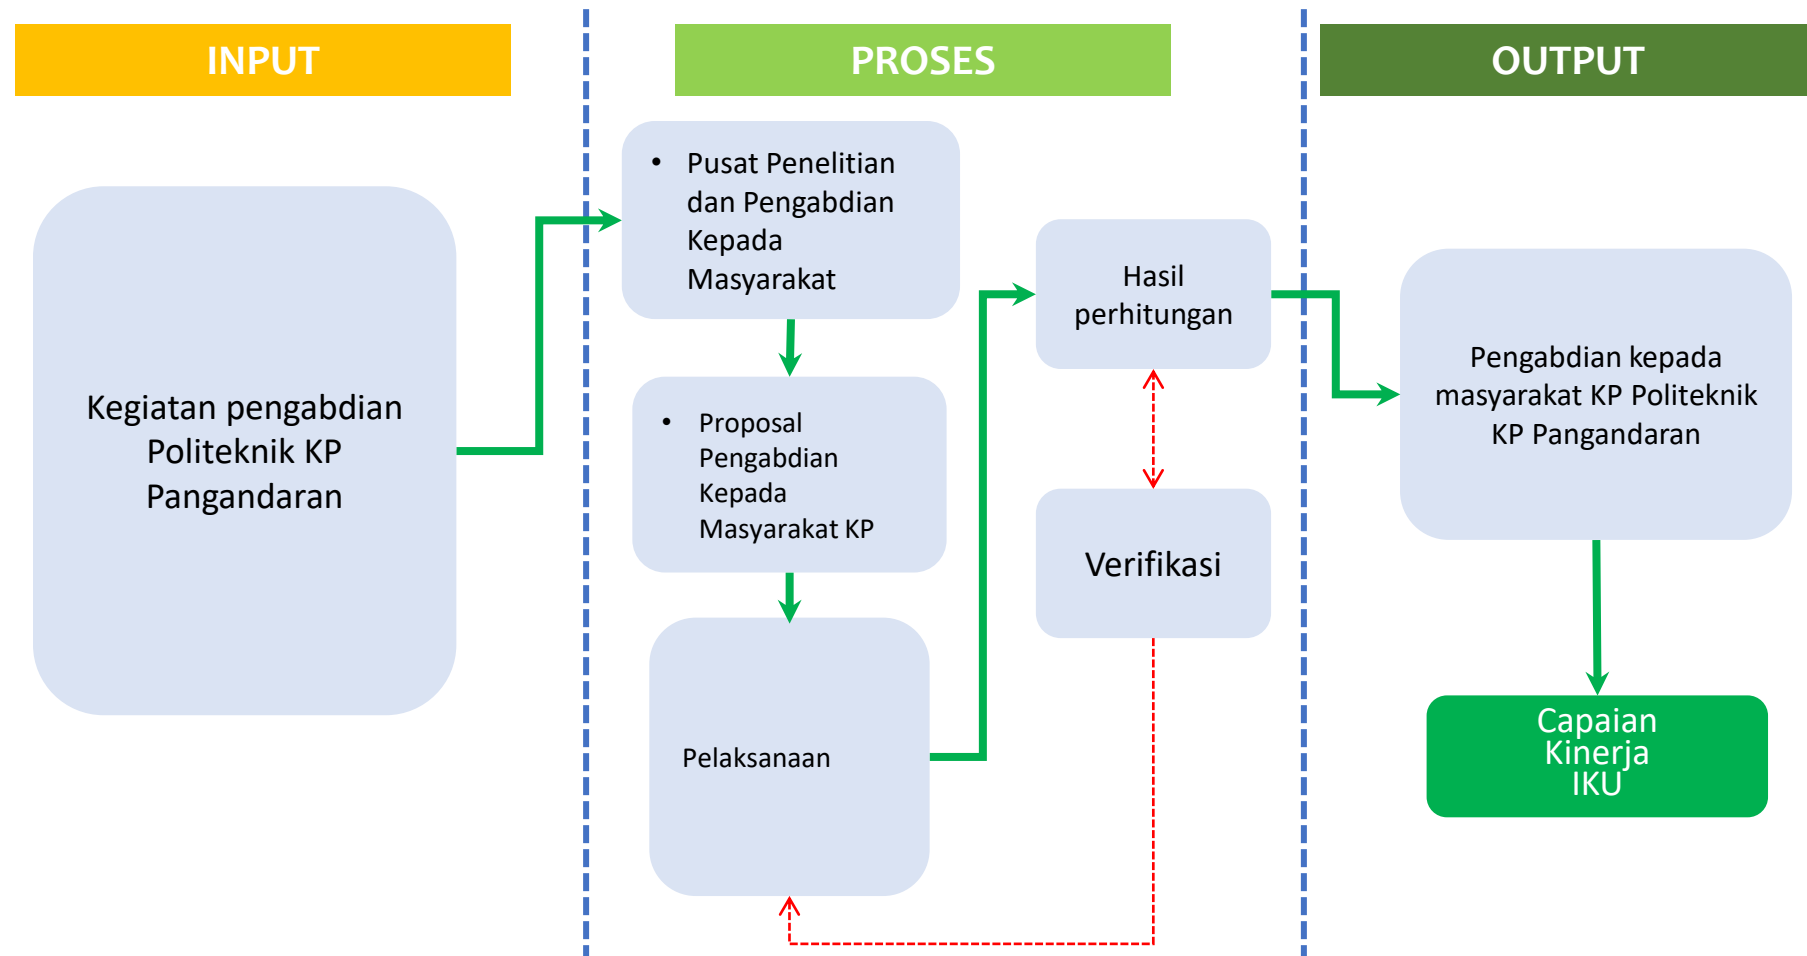 INPUT
PROSES
OUTPUT
Kegiatan pengabdian
Politeknik KP
Pangandaran
• Pusat Penelitian
dan Pengabdian
Kepada
Masyarakat
• Proposal
Pengabdian
Kepada
Masyarakat KP
Pelaksanaan
Hasil
perhitungan
Verifikasi
Pengabdian kepada
masyarakat KP Politeknik
KP Pangandaran
Capaian
Kinerja
IKU